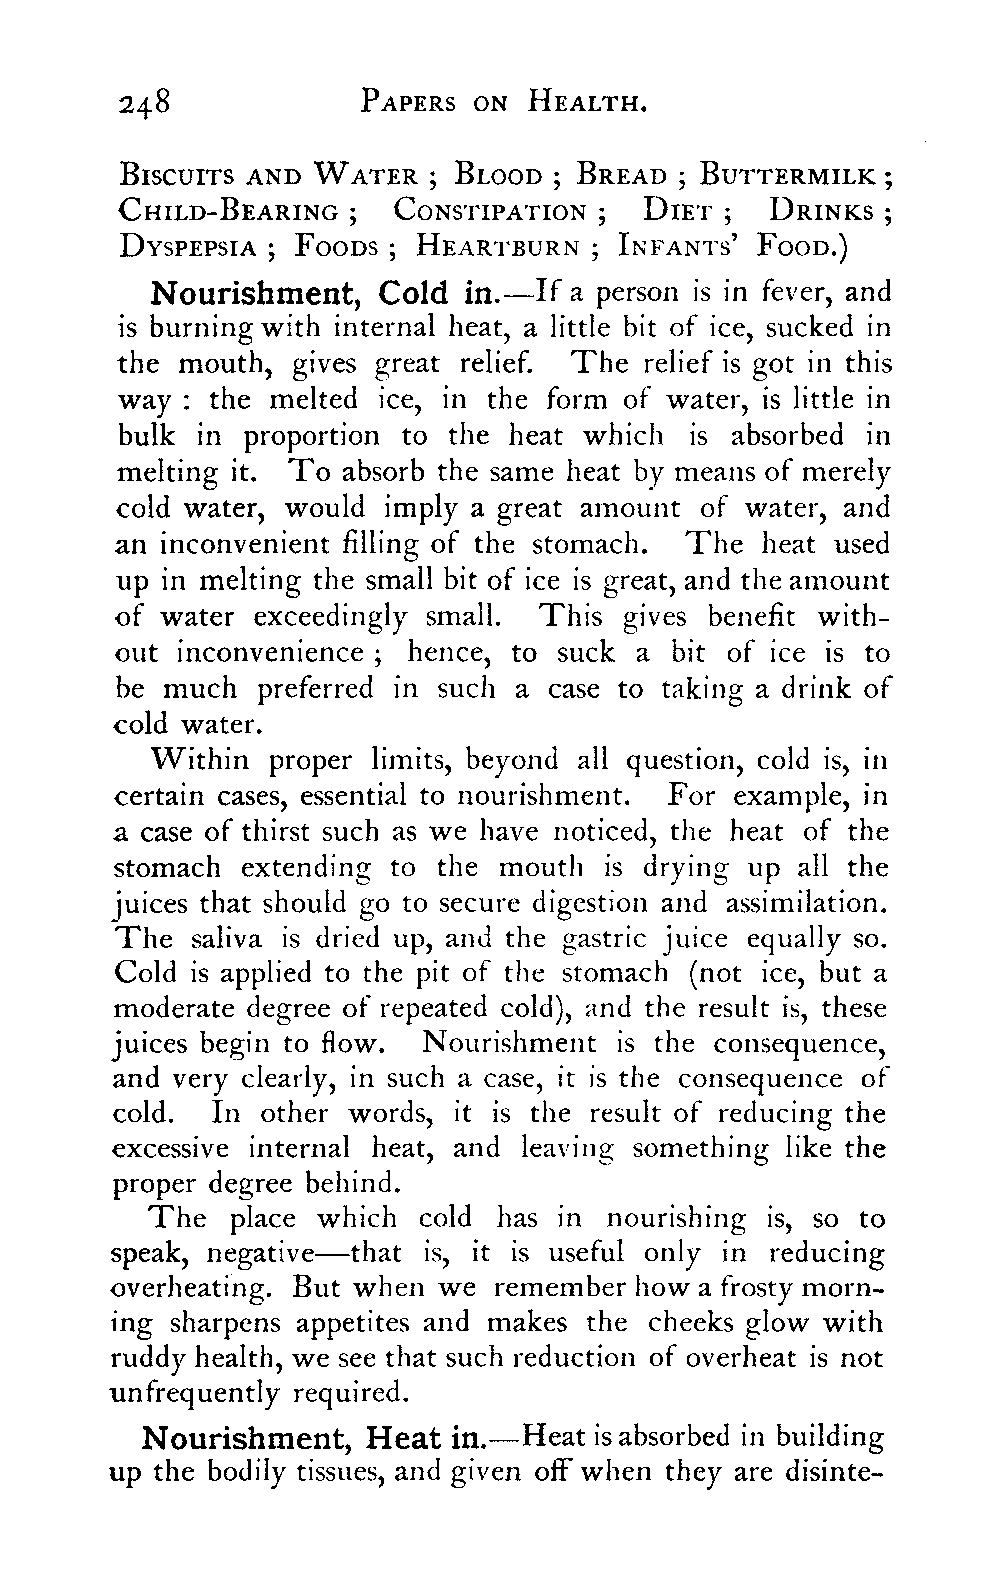 248 PAPERS ON HEALTH.
BISCUITS AND WATER ; BLOOD ; BREAD ; BUTTERMILK ;
CHILD-BEARING ; CONSTIPATION ; DIET ; DRINKS ;
DYSPEPSIA ; FOODS ; HEARTBURN ; INFANTS' FOOD.)
Nourishment, Cold in.—If a person is in fever, and
is burning with internal heat, a little bit of ice, sucked in
the mouth, gives great relief. The relief is got in this
way : the melted ice, in the form of water, is little in
bulk in proportion to the heat which is absorbed in
melting it. To absorb the same heat by means of merely
cold water, would imply a great amount of water, and
an inconvenient filling of the stomach. The heat used
up in melting the small bit of ice is great, and the amount
of water exceedingly small. This gives benefit with-
out inconvenience ; hence, to suck a bit of ice is to
be much preferred in such a case to taking a drink of
cold water.
Within proper limits, beyond all question, cold is, in
certain cases, essential to nourishment. For example, in
a case of thirst such as we have noticed, the heat of the
stomach extending to the mouth is drying up all the
juices that should go to secure digestion and assimilation.
The saliva is dried up, and the gastric juice equally so.
Cold is applied to the pit of the stomach (not ice, but a
moderate degree of repeated cold), and the result is, these
juices begin to flow. Nourishment is the consequence,
and very clearly, in such a case, it is the consequence of
cold. In other words, it is the result of reducing the
excessive internal heat, and leaving something like the
proper degree behind.
The place which cold has in nourishing is, so to
speak, negative—that is, it is useful only in reducing
overheating. But when we remember how a frosty morn-
ing sharpens appetites and makes the cheeks glow with
ruddy health, we see that such reduction of overheat is not
unfrequently required.
Nourishment, Heat in.—Heat is absorbed in building
up the bodily tissues, and given off when they are disinte-